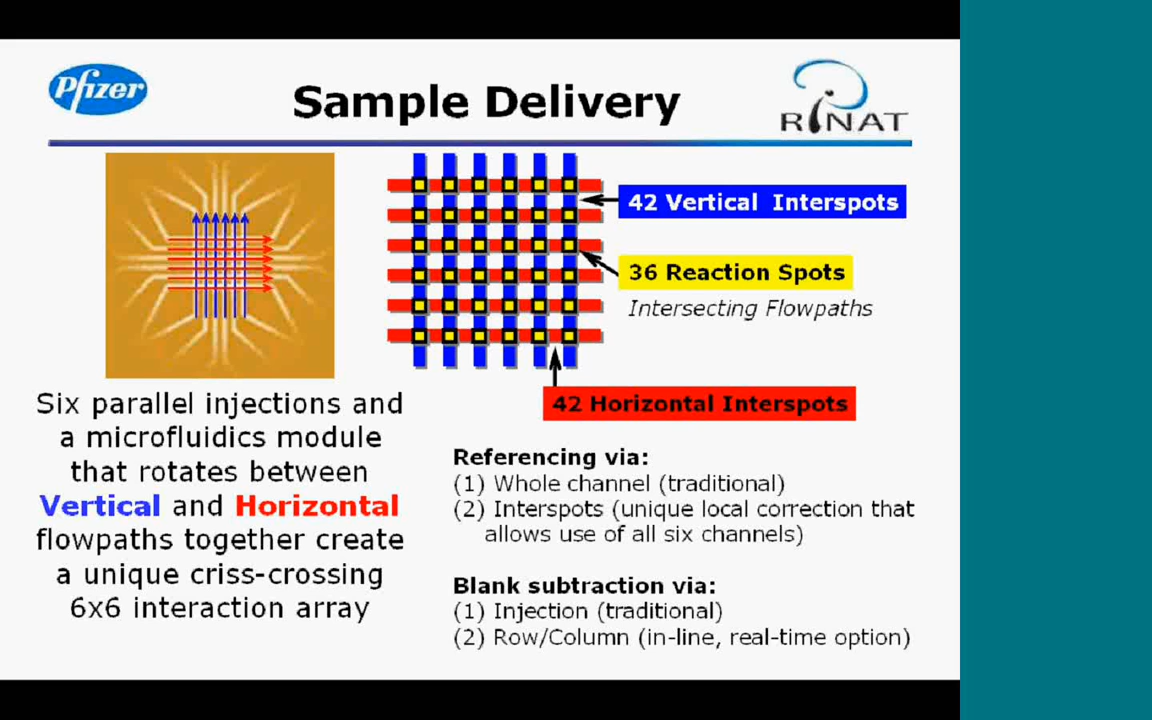 Pfizer
Sample Delivery
RINAT
42 Vertical Interspots
36 Reaction Spots
Intersecting Flowpaths
42 Horizontal Interspots
Six parallel injections and
a microfluidics module
that rotates between
Vertical and Horizontal
flowpaths together create
a unique criss-crossing
6x6 interaction array
Referencing via:
(1) Whole channel (traditional)
(2) Interspots (unique local correction that
allows use of all six channels)
Blank subtraction via:
(1) Injection (traditional)
(2) Row/Column (in-line, real-time option)